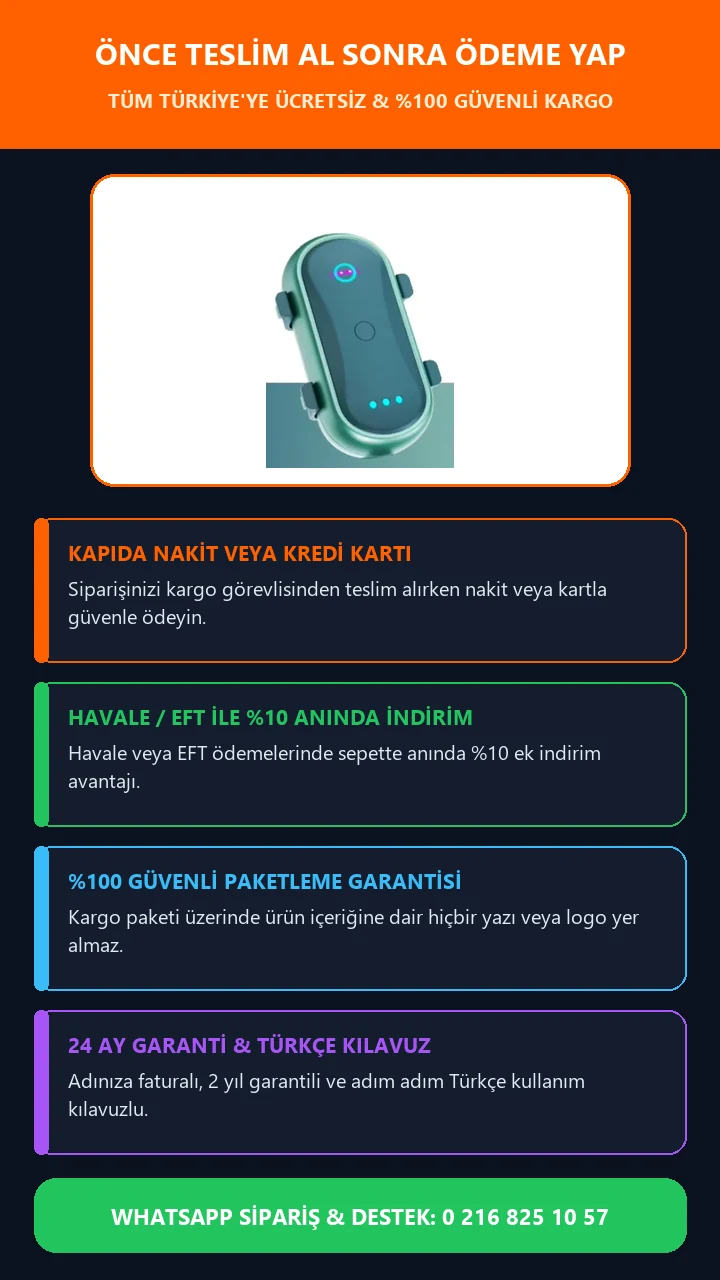 ÖNCE TESLİM AL SONRA ÖDEME YAP
TÜM TÜRKİYE'YE ÜCRETSİZ & %100 GÜVENLİ KARGO
KAPIDA NAKİT VEYA KREDİ KARTI
Siparişinizi kargo görevlisinden teslim alırken nakit veya kartla
güvenle ödeyin.
HAVALE / EFT İLE %10 ANINDA İNDİRİM
Havale veya EFT ödemelerinde sepette anında %10 ek indirim
avantajı.
%100 GÜVENLİ PAKETLEME GARANTİSİ
Kargo paketi üzerinde ürün içeriğine dair hiçbir yazı veya logo yer
almaz.
24 AY GARANTİ & TÜRKÇE KILAVUZ
Adınıza faturalı, 2 yıl garantili ve adım adım Türkçe kullanım
kılavuzlu.
WHATSAPP SİPARİŞ & DESTEK: 0 216 825 10 57